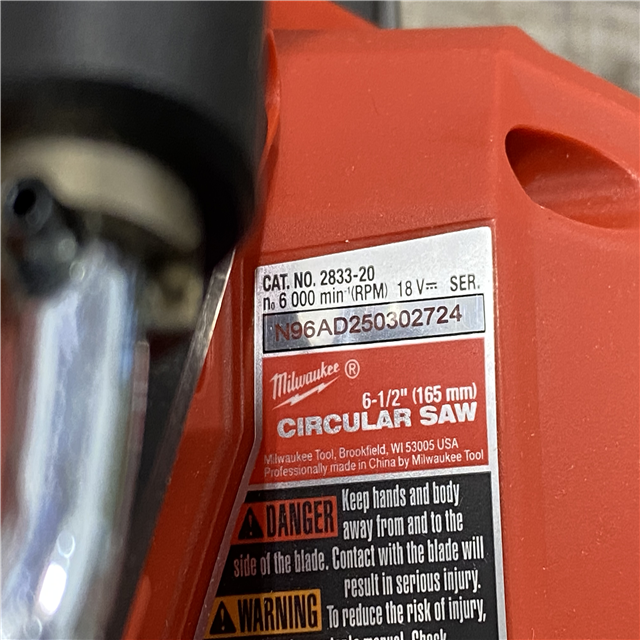 CAT. NO. 2833-20
n₀ 6 000 min⁻¹(RPM) 18 V⎓ SER.
N96AD250302724
Milwaukee®
6-1/2" (165 mm)
CIRCULAR SAW
Milwaukee Tool, Brookfield, WI 53005 USA
Professionally made in China by Milwaukee Tool
DANGER Keep hands and body
away from and to the
side of the blade. Contact with the blade will
result in serious injury.
WARNING To reduce the risk of injury,
manual. Check